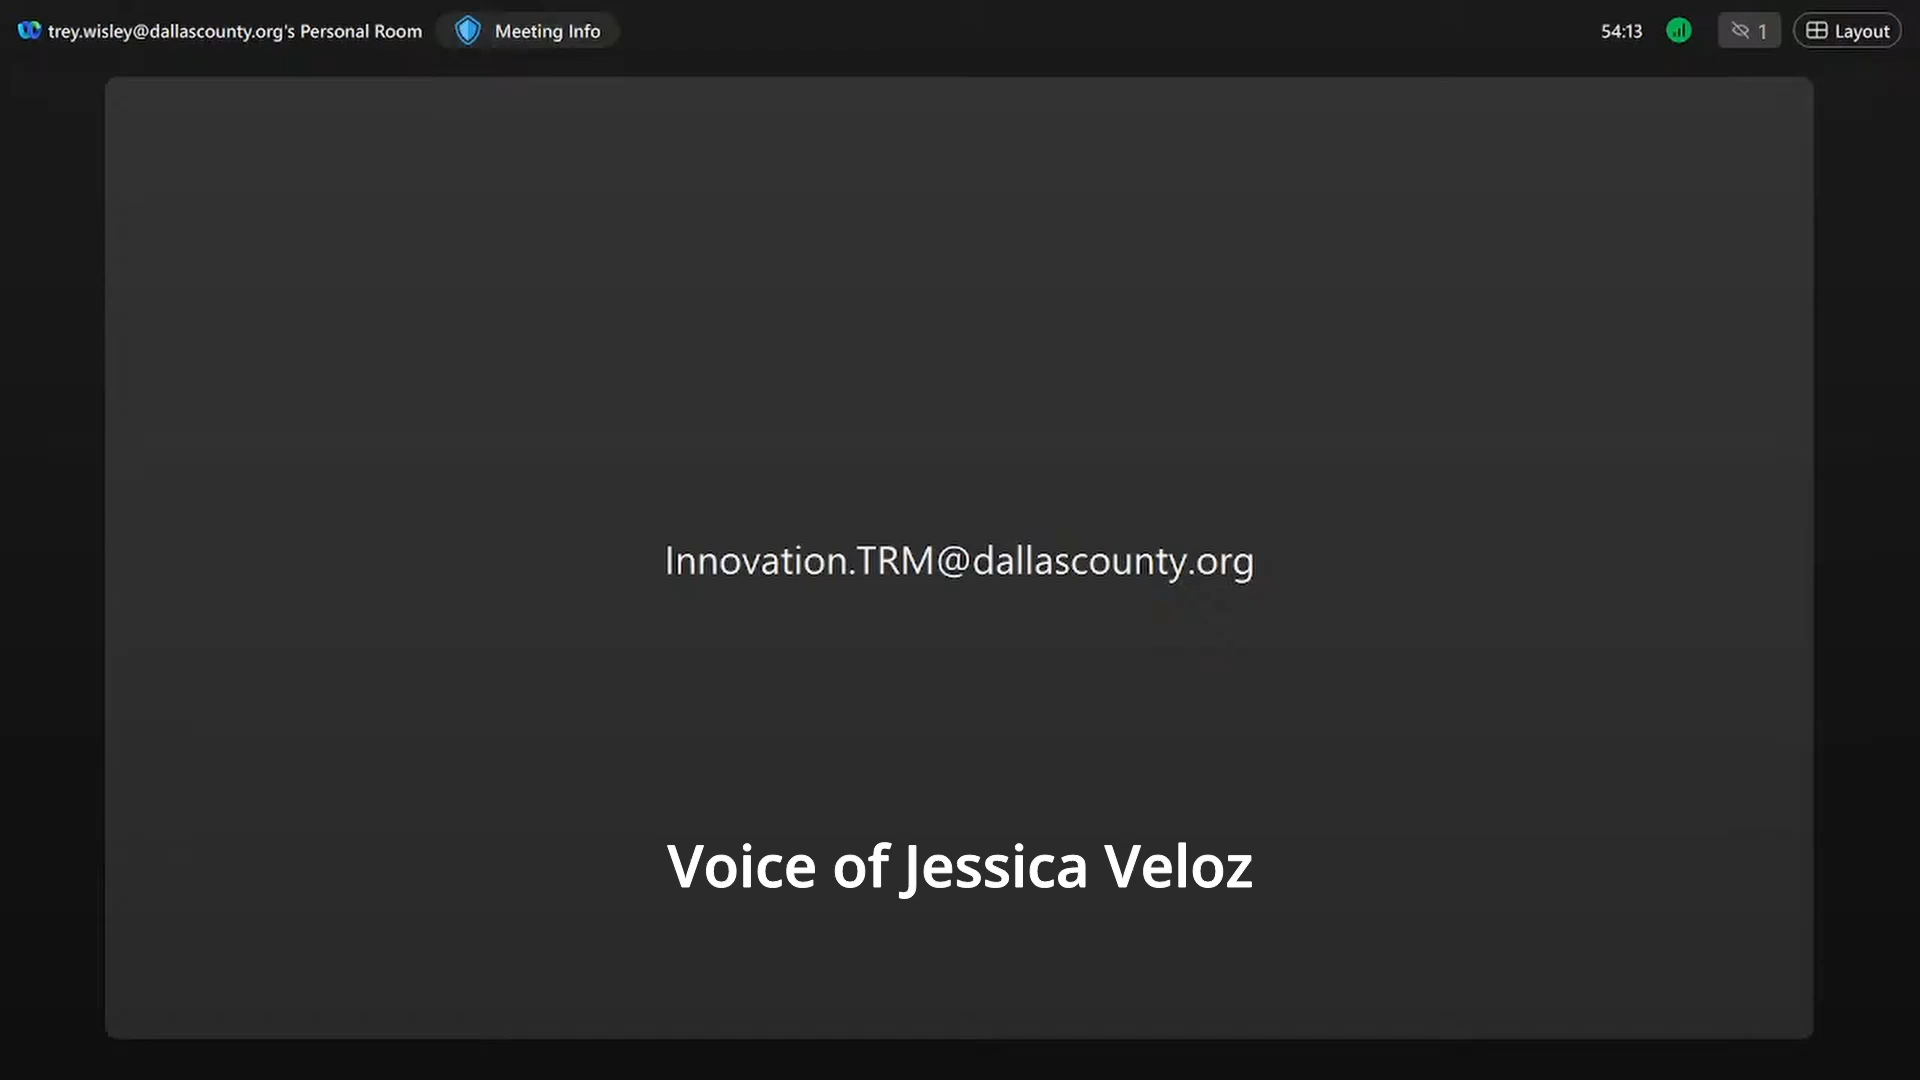 trey.wisley@dallascounty.org's Personal Room
Meeting Info
54:13
1
Layout
Innovation.TRM@dallascounty.org
Voice of Jessica Veloz